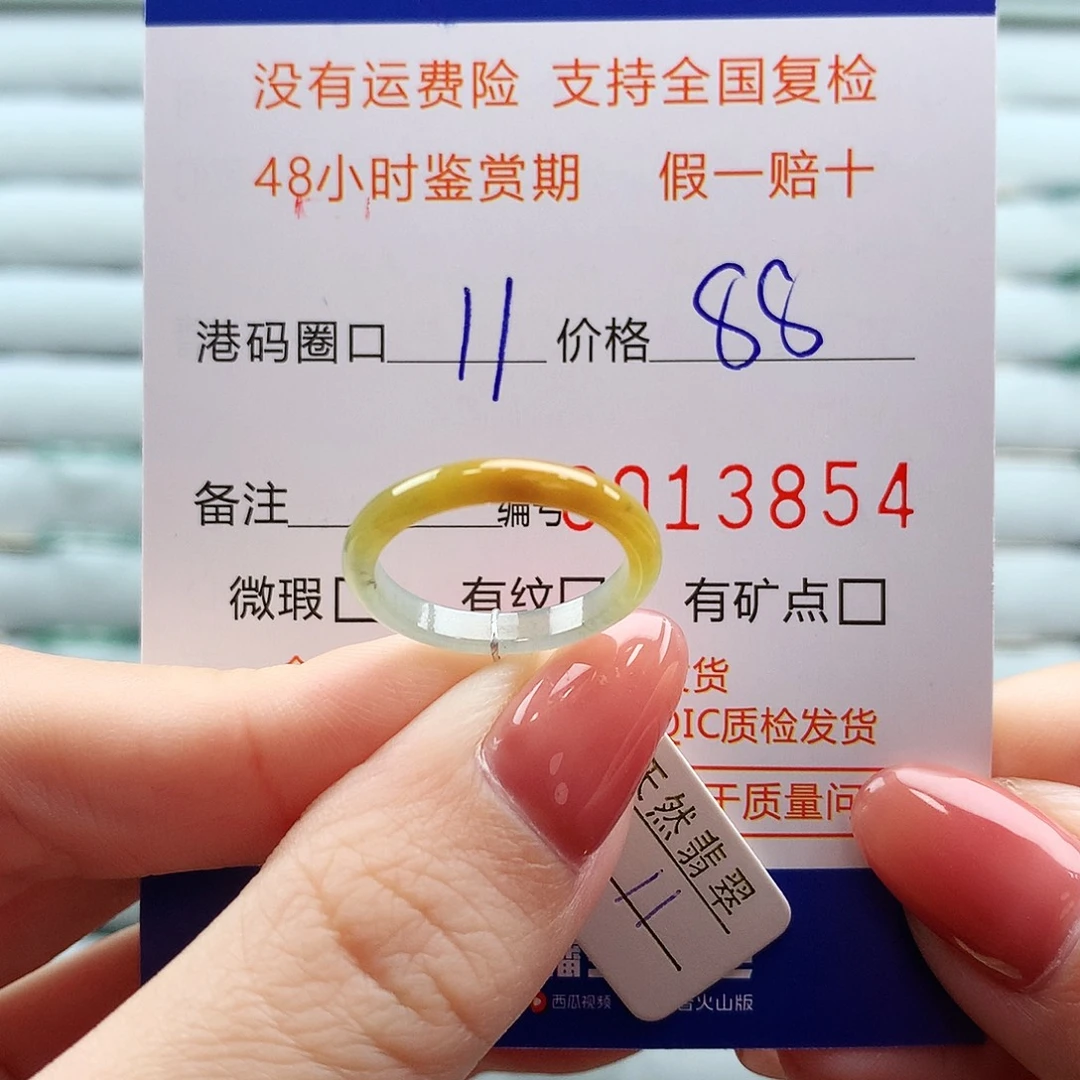 没有运费险 支持全国复检
48小时鉴赏期 假一赔十
港码圈口 11 价格 88
备注 编号 013854
微瑕 有纹 有矿点
货
QIC质检发货
于质量问
天然翡翠
11
西瓜视频 火山版